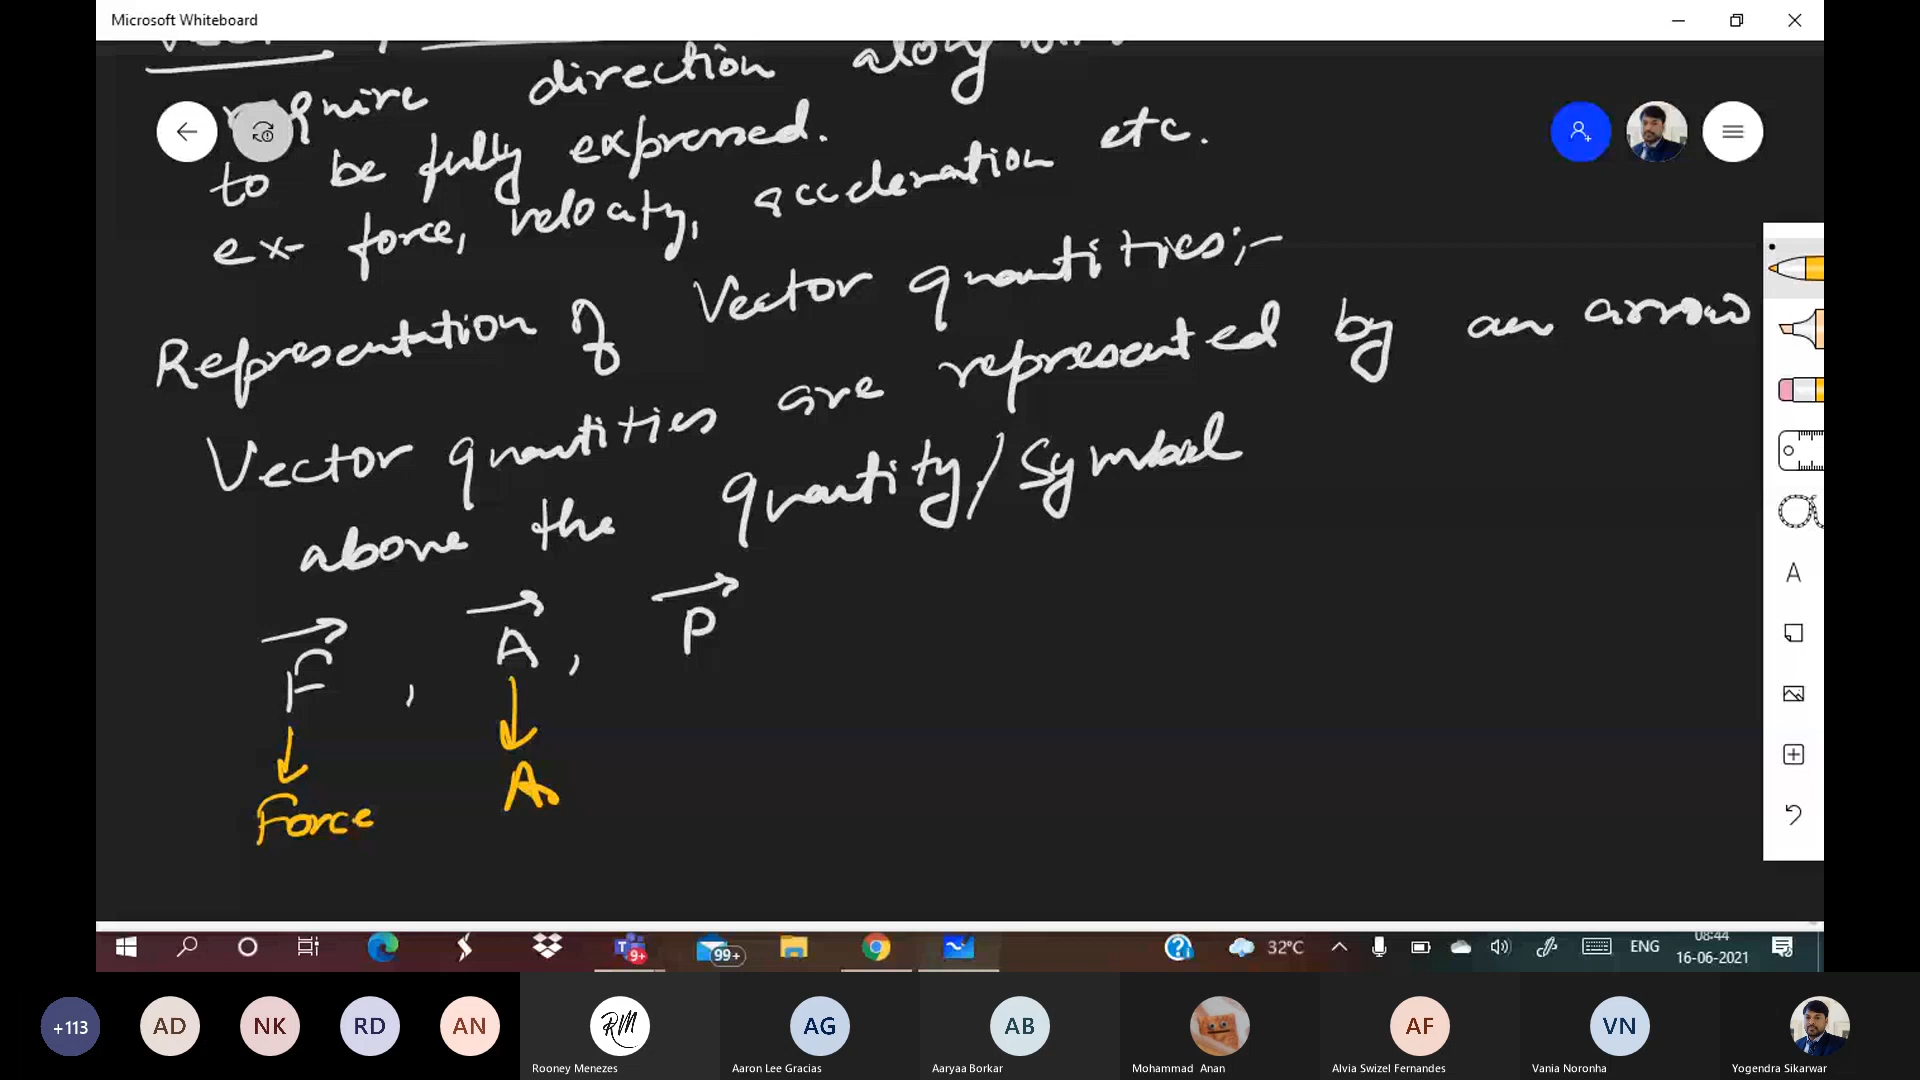 Microsoft Whiteboard
direction
to be fully expressed.
ex- force, velocity, acceleration etc.
Representation of Vector quantities:-
Vector quantities are represented by an arrow
above the quantity/Symbol
F, A, P
Force A
A
9+
99+
32°C
ENG
08:44
16-06-2021
+113
AD
NK
RD
AN
RM
AG
AB
AF
VN
Rooney Menezes
Aaron Lee Gracias
Aaryaa Borkar
Mohammad Anan
Alvia Swizel Fernandes
Vania Noronha
Yogendra Sikarwar